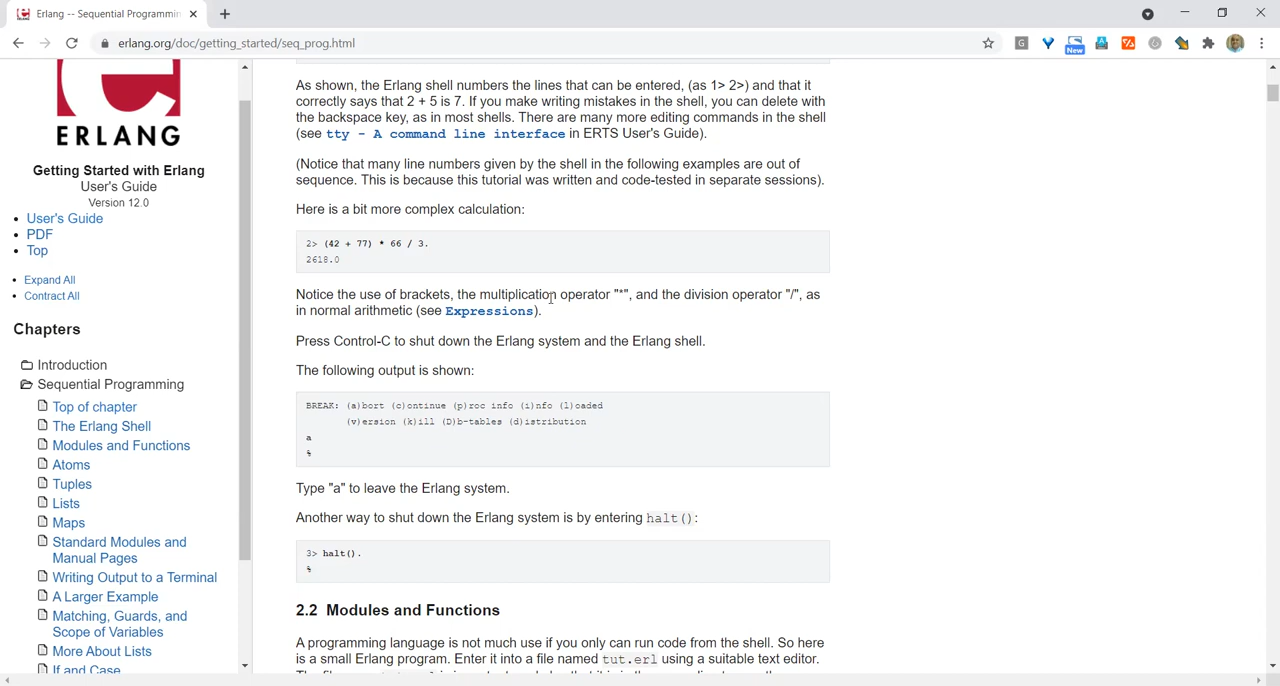 Erlang -- Sequential Programmin
erlang.org/doc/getting_started/seq_prog.html
New
ERLANG
Getting Started with Erlang
User's Guide
Version 12.0
User's Guide
PDF
Top
Expand All
Contract All
Chapters
Introduction
Sequential Programming
Top of chapter
The Erlang Shell
Modules and Functions
Atoms
Tuples
Lists
Maps
Standard Modules and
Manual Pages
Writing Output to a Terminal
A Larger Example
Matching, Guards, and
Scope of Variables
More About Lists
If and Case
As shown, the Erlang shell numbers the lines that can be entered, (as 1> 2>) and that it
correctly says that 2 + 5 is 7. If you make writing mistakes in the shell, you can delete with
the backspace key, as in most shells. There are many more editing commands in the shell
(see tty - A command line interface in ERTS User's Guide).
(Notice that many line numbers given by the shell in the following examples are out of
sequence. This is because this tutorial was written and code-tested in separate sessions).
Here is a bit more complex calculation:
2> (42 + 77) * 66 / 3.
2618.0
Notice the use of brackets, the multiplication operator "*", and the division operator "/", as
in normal arithmetic (see Expressions).
Press Control-C to shut down the Erlang system and the Erlang shell.
The following output is shown:
BREAK: (a)bort (c)ontinue (p)roc info (i)nfo (l)oaded
(v)ersion (k)ill (D)b-tables (d)istribution
a
%
Type "a" to leave the Erlang system.
Another way to shut down the Erlang system is by entering halt():
3> halt().
%
2.2 Modules and Functions
A programming language is not much use if you only can run code from the shell. So here
is a small Erlang program. Enter it into a file named tut.erl using a suitable text editor.